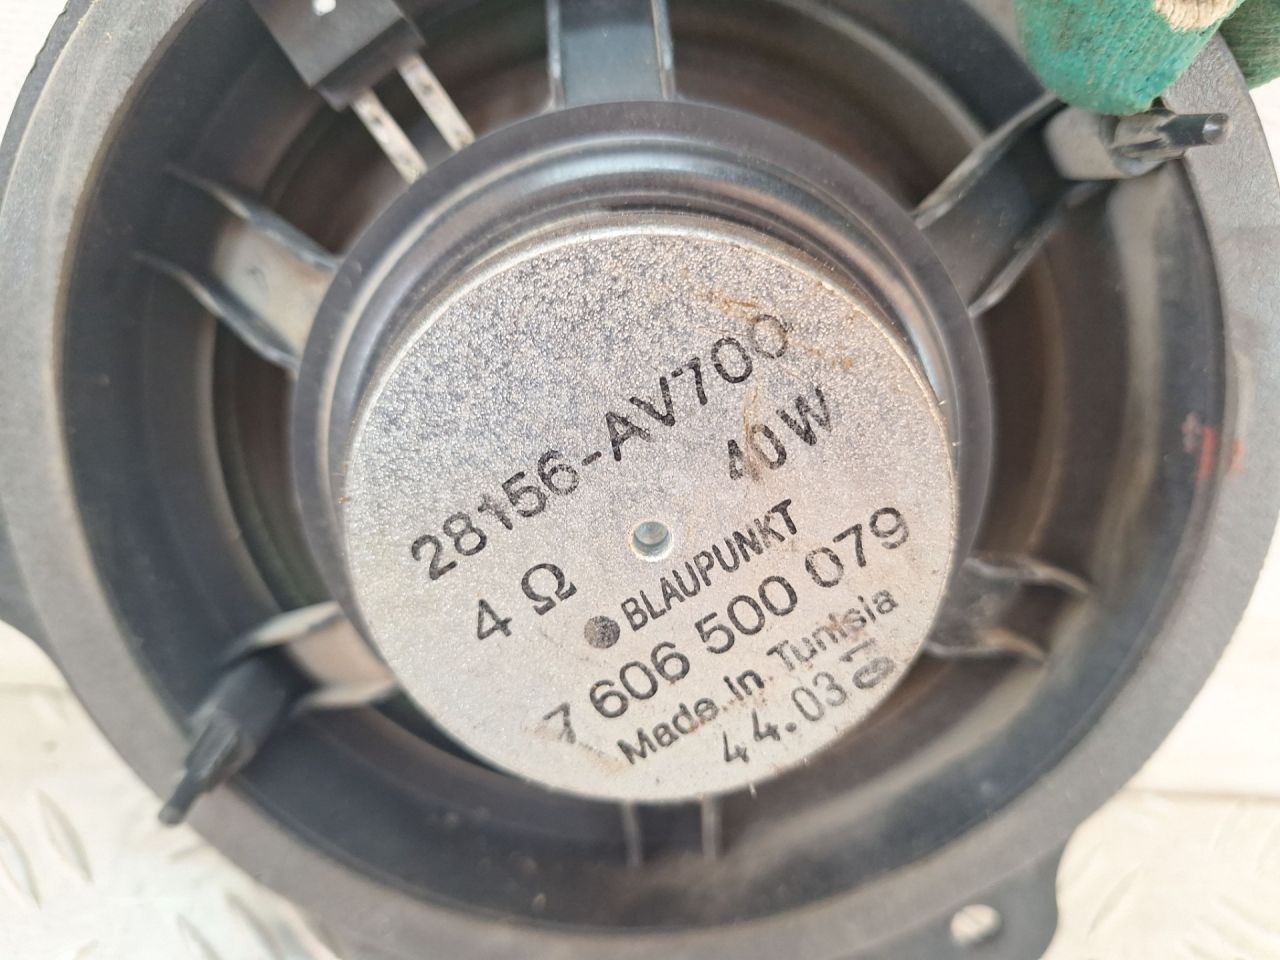 28156-AV700
4 Ω 40W
BLAUPUNKT
7 606 500 079
Made In Tunisia
44.03